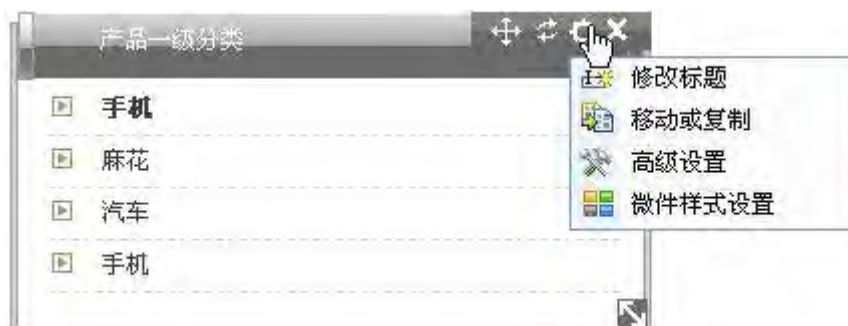 产品一级分类
修改标题
手机
移动或复制
麻花
高级设置
汽车
微件样式设置
手机